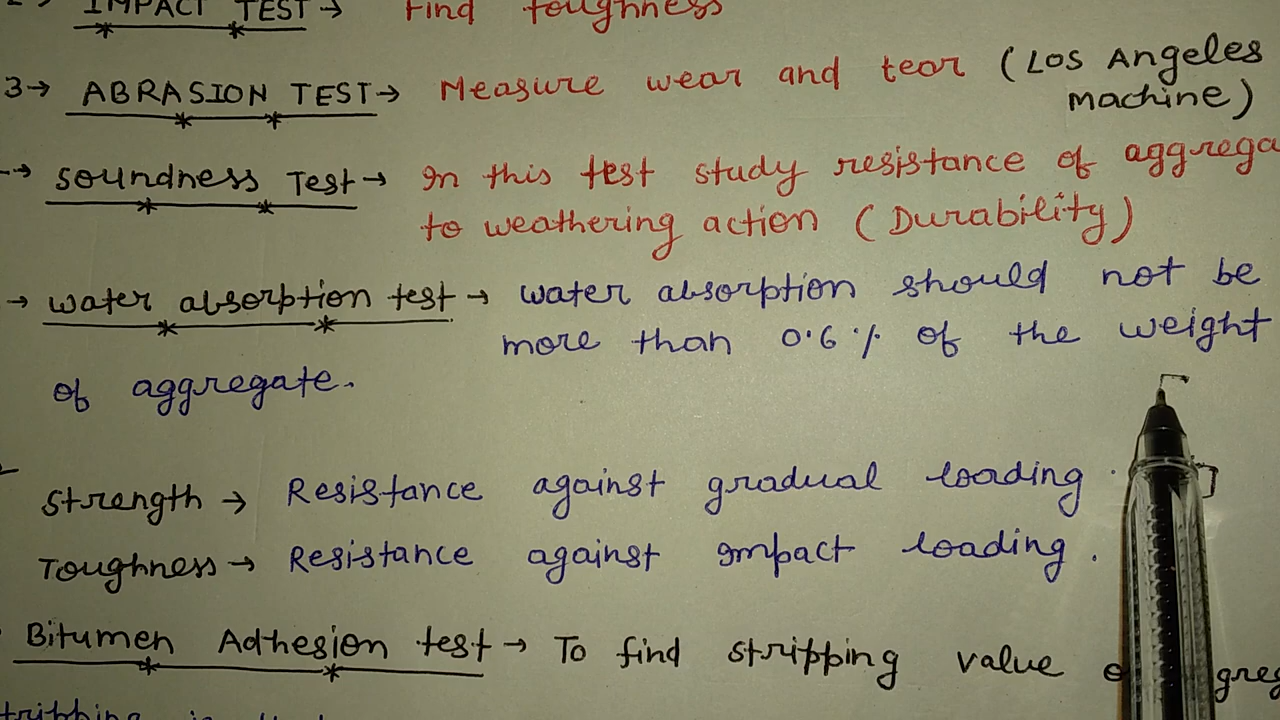 IMPACT TEST → Find toughness
3→ ABRASION TEST→ Measure wear and tear (Los Angeles
machine)
→ Soundness Test→ In this test study resistance of aggrega
to weathering action (Durability)
→ water absorption test → water absorption should not be
more than 0.6% of the weight
of aggregate.
Strength → Resistance against gradual loading
Toughness → Resistance against Impact loading.
Bitumen Adhesion test → To find stripping value